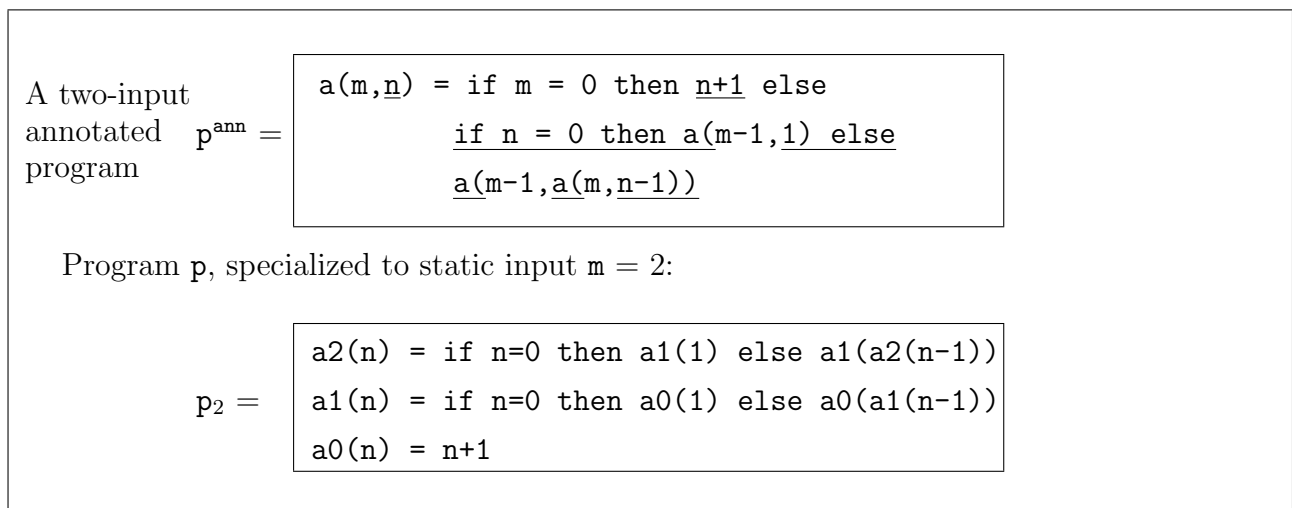 A two-input
annotated
program
p^ann =
a(m,n) = if m = 0 then n+1 else
if n = 0 then a(m-1,1) else
a(m-1,a(m,n-1))
Program p, specialized to static input m = 2:
p₂ =
a2(n) = if n=0 then a1(1) else a1(a2(n-1))
a1(n) = if n=0 then a0(1) else a0(a1(n-1))
a0(n) = n+1